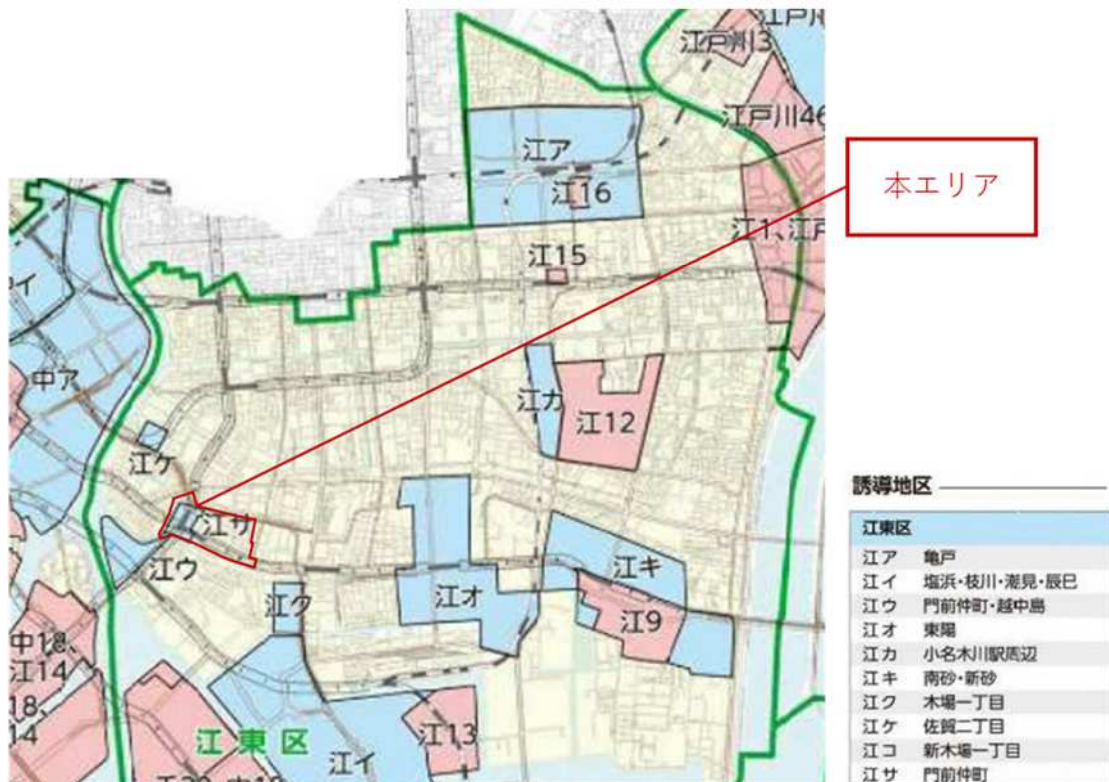 江戸川
江戸川3
江戸川46
江ア
江16
本エリア
江1、江戸
江15
中ア
江カ
江12
江ケ
江サ
江ウ
江ク
江オ
江キ
江9
中18、
江14
18、
14
江東区
江イ
江13
誘導地区
江東区
江ア 亀戸
江イ 塩浜・枝川・潮見・辰巳
江ウ 門前仲町・越中島
江オ 東陽
江カ 小名木川駅周辺
江キ 南砂・新砂
江ク 木場一丁目
江ケ 佐賀二丁目
江コ 新木場一丁目
江サ 門前仲町